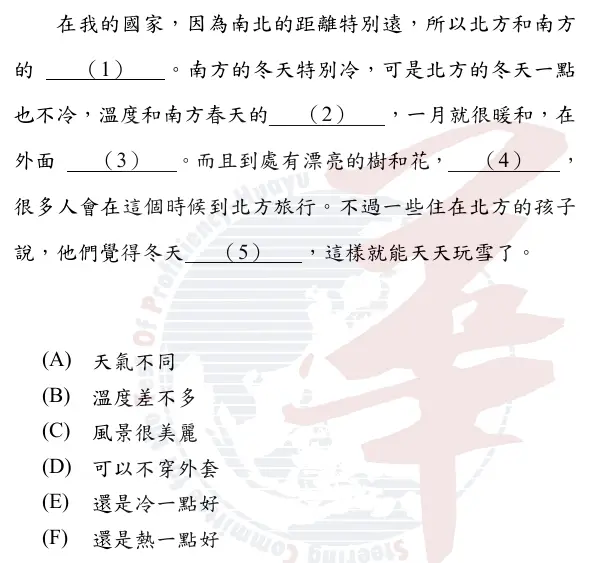 在我的國家，因為南北的距離特別遠，所以北方和南方
的 （1） 。南方的冬天特別冷，可是北方的冬天一點
也不冷，溫度和南方春天的 （2） ，一月就很暖和，在
外面 （3） 。而且到處有漂亮的樹和花， （4） ，
很多人會在這個時候到北方旅行。不過一些住在北方的孩子
說，他們覺得冬天 （5） ，這樣就能天天玩雪了。
(A) 天氣不同
(B) 溫度差不多
(C) 風景很美麗
(D) 可以不穿外套
(E) 還是冷一點好
(F) 還是熱一點好